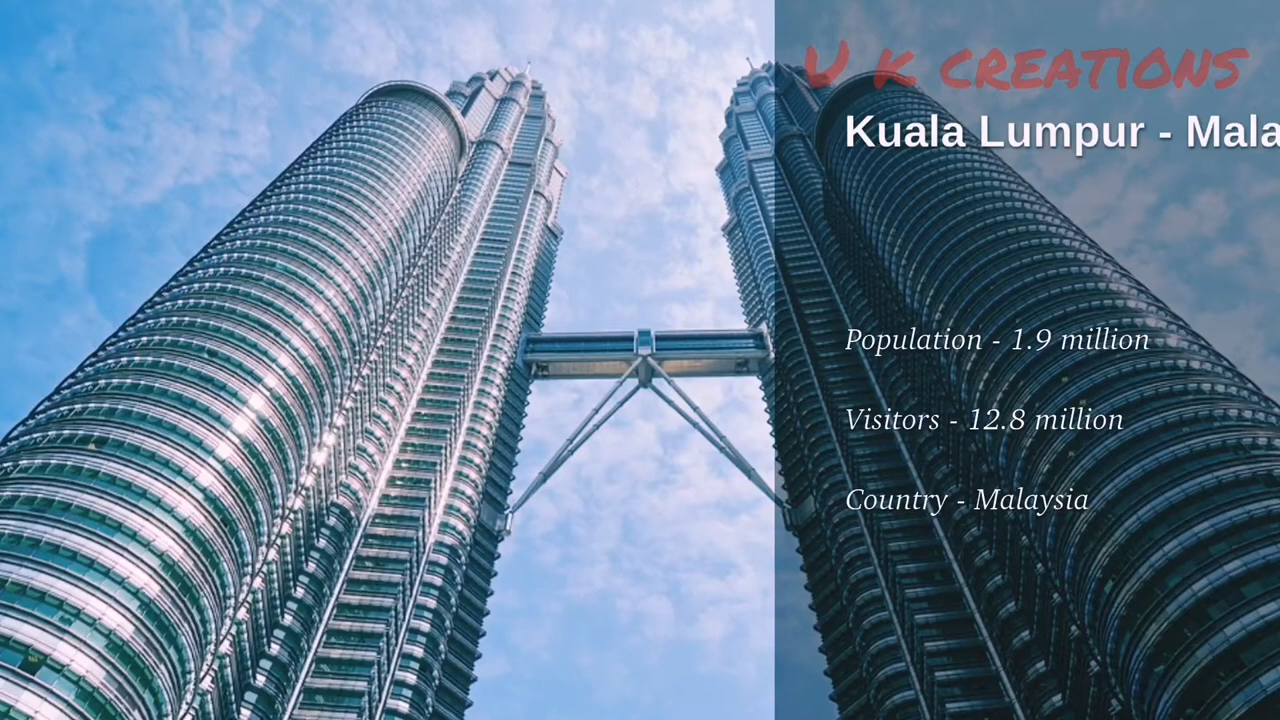 U K CREATIONS
Kuala Lumpur - Mala
Population - 1.9 million
Visitors - 12.8 million
Country - Malaysia